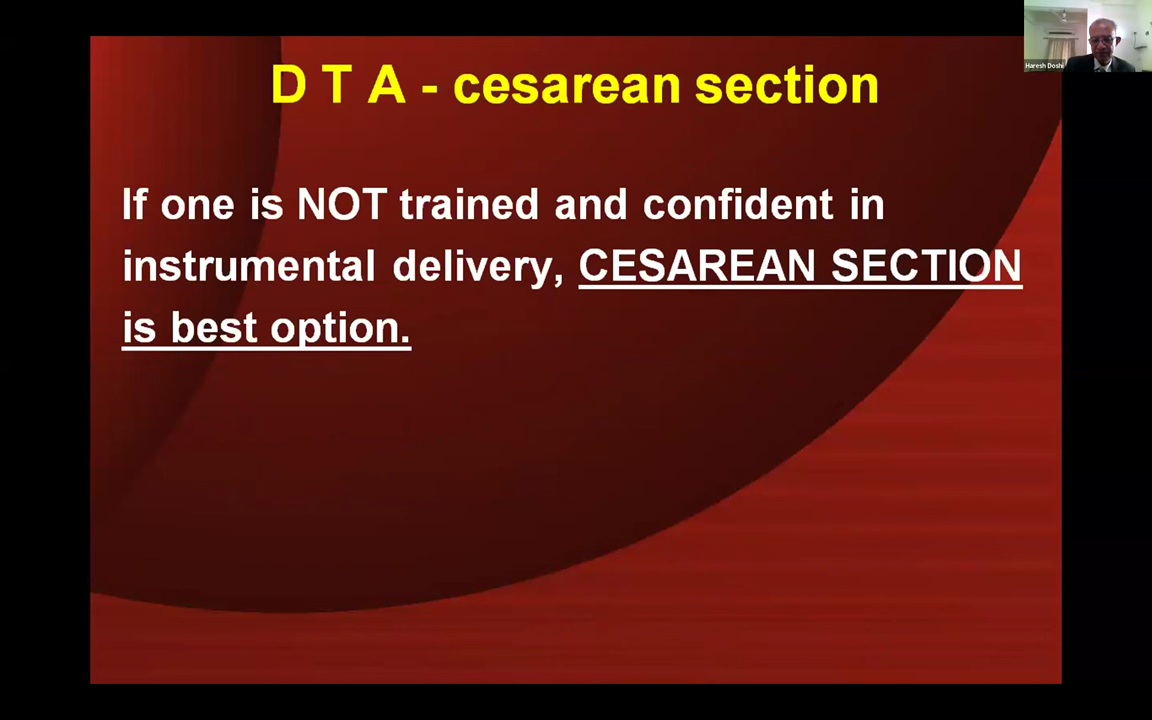 D T A - cesarean section
If one is NOT trained and confident in
instrumental delivery, CESAREAN SECTION
is best option.
Haresh Doshi